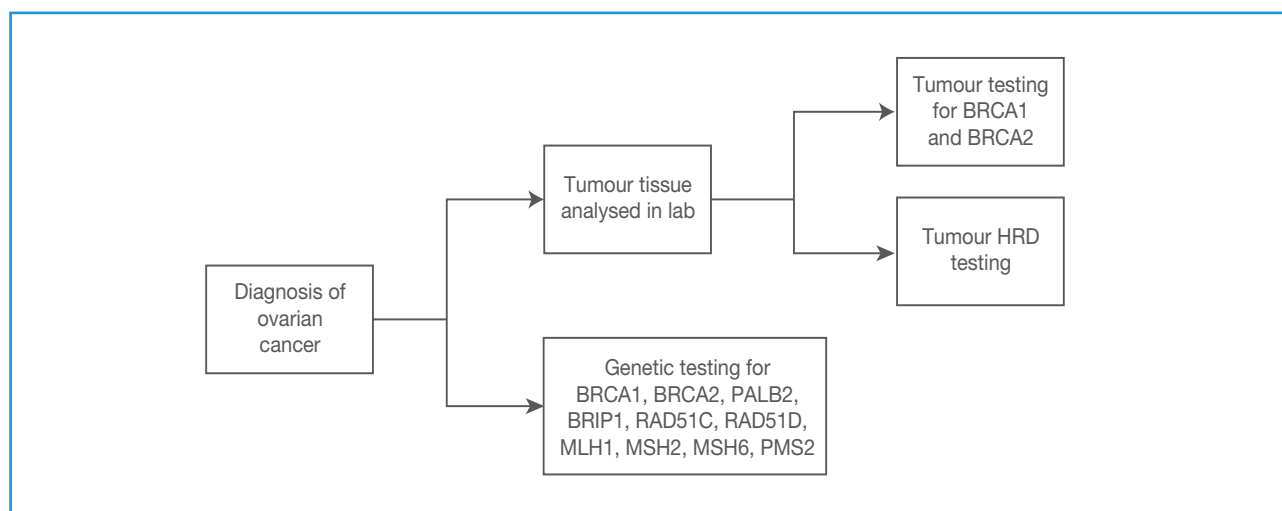 Diagnosis of
ovarian
cancer
Tumour tissue
analysed in lab
Tumour testing
for BRCA1
and BRCA2
Tumour HRD
testing
Genetic testing for
BRCA1, BRCA2, PALB2,
BRIP1, RAD51C, RAD51D,
MLH1, MSH2, MSH6, PMS2